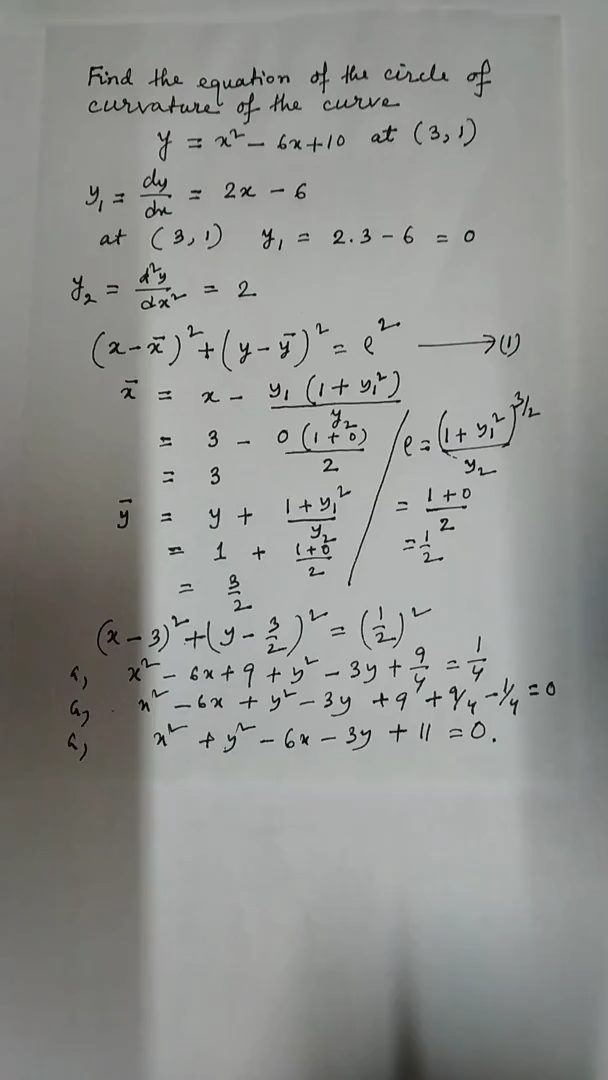 Find the equation of the circle of
curvature of the curve
y = x² - 6x + 10 at (3, 1)
y₁ = dy/dx = 2x - 6
at (3, 1) y₁ = 2.3 - 6 = 0
y₂ = d²y/dx² = 2
(x - x̄)² + (y - ȳ)² = ρ² ⟶ (1)
x̄ = x - y₁ (1 + y₁²)/y₂
= 3 - 0 (1 + 0)/2
= 3
ȳ = y + (1 + y₁²)/y₂
= 1 + (1+0)/2
= 3/2
ρ = (1 + y₁²)^(3/2)/y₂
= (1 + 0)/2
= 1/2
(x - 3)² + (y - 3/2)² = (1/2)²
x² - 6x + 9 + y² - 3y + 9/4 = 1/4
x² - 6x + y² - 3y + 9 + 9/4 - 1/4 = 0
x² + y² - 6x - 3y + 11 = 0.